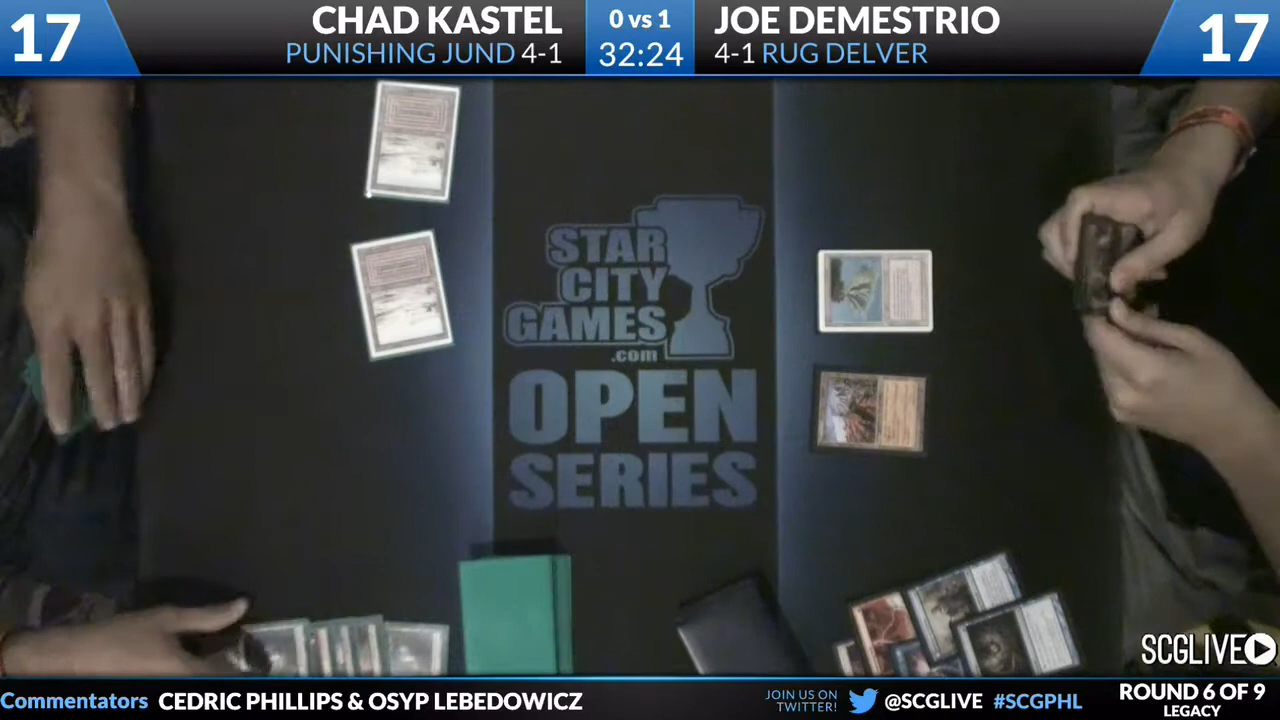 17
CHAD KASTEL
PUNISHING JUND 4-1
0 vs 1
32:24
JOE DEMESTRIO
4-1 RUG DELVER
17
STAR
CITY
GAMES
.com
OPEN
SERIES
SCGLIVE
Commentators CEDRIC PHILLIPS & OSYP LEBEDOWICZ
JOIN US ON
TWITTER!
@SCGLIVE #SCGPHL
ROUND 6 OF 9
LEGACY